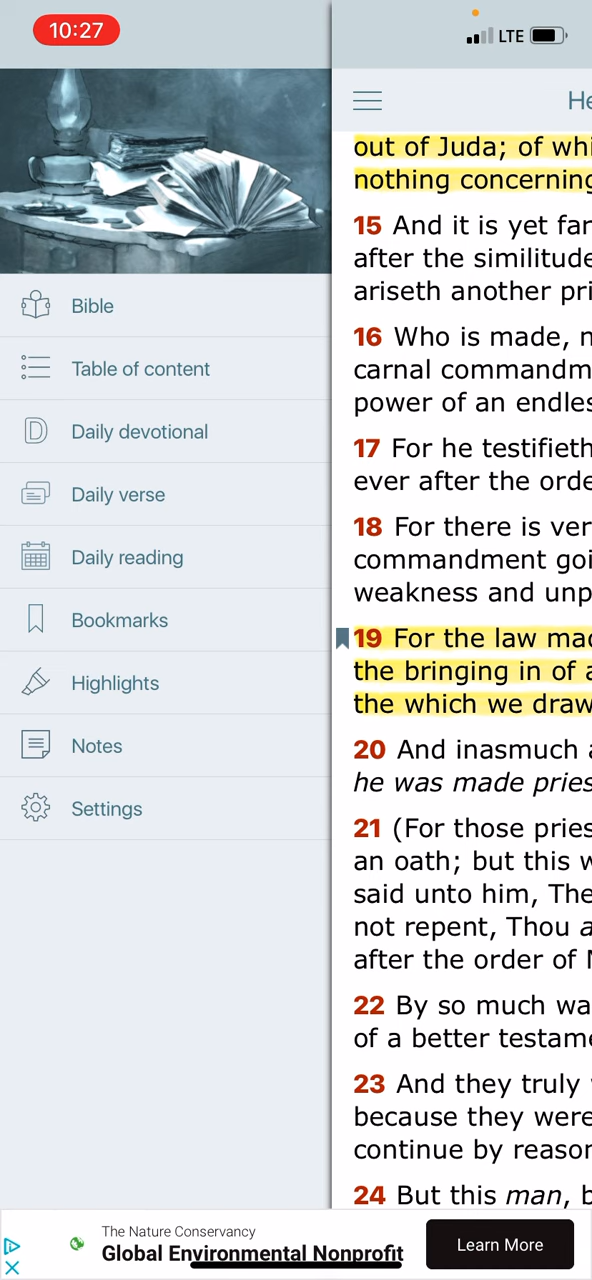 10:27
LTE
Bible
Table of content
Daily devotional
Daily verse
Daily reading
Bookmarks
Highlights
Notes
Settings
He
out of Juda; of whi
nothing concerning
15 And it is yet far
after the similitude
ariseth another pri
16 Who is made, n
carnal commandm
power of an endles
17 For he testifieth
ever after the orde
18 For there is ver
commandment goi
weakness and unp
19 For the law mad
the bringing in of a
the which we draw
20 And inasmuch a
he was made pries
21 (For those pries
an oath; but this w
said unto him, The
not repent, Thou a
after the order of M
22 By so much wa
of a better testame
23 And they truly
because they were
continue by reason
24 But this man, b
The Nature Conservancy
Global Environmental Nonprofit
Learn More